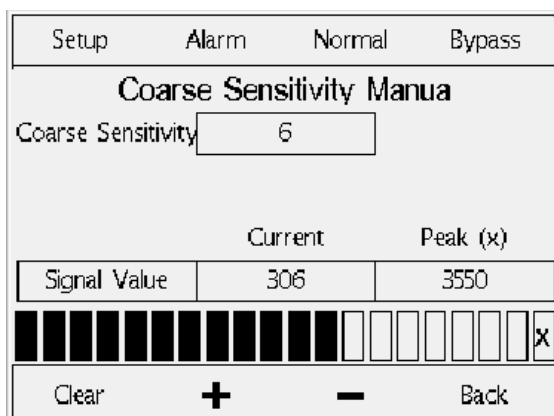 Setup Alarm Normal Bypass
Coarse Sensitivity Manua
Coarse Sensitivity 6
Current Peak (x)
Signal Value 306 3550
x
Clear + - Back